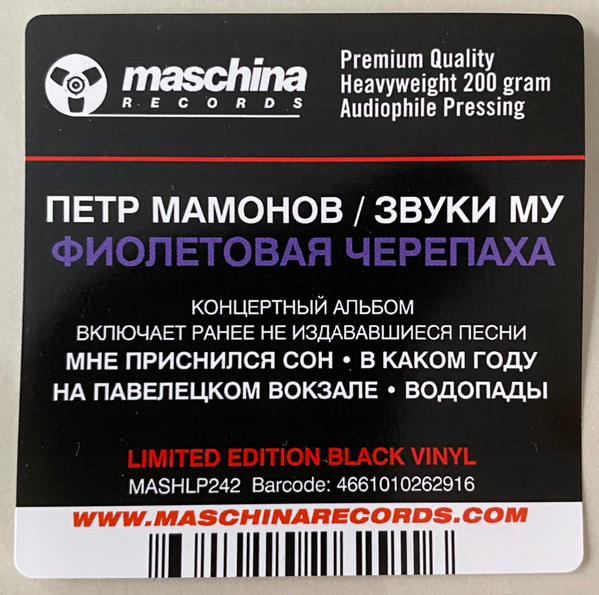 maschina
RECORDS
Premium Quality
Heavyweight 200 gram
Audiophile Pressing
ПЕТР МАМОНОВ / ЗВУКИ МУ
ФИОЛЕТОВАЯ ЧЕРЕПАХА
КОНЦЕРТНЫЙ АЛЬБОМ
ВКЛЮЧАЕТ РАНЕЕ НЕ ИЗДАВАВШИЕСЯ ПЕСНИ
МНЕ ПРИСНИЛСЯ СОН • В КАКОМ ГОДУ
НА ПАВЕЛЕЦКОМ ВОКЗАЛЕ • ВОДОПАДЫ
LIMITED EDITION BLACK VINYL
MASHLP242 Barcode: 4661010262916
WWW.MASCHINARECORDS.COM